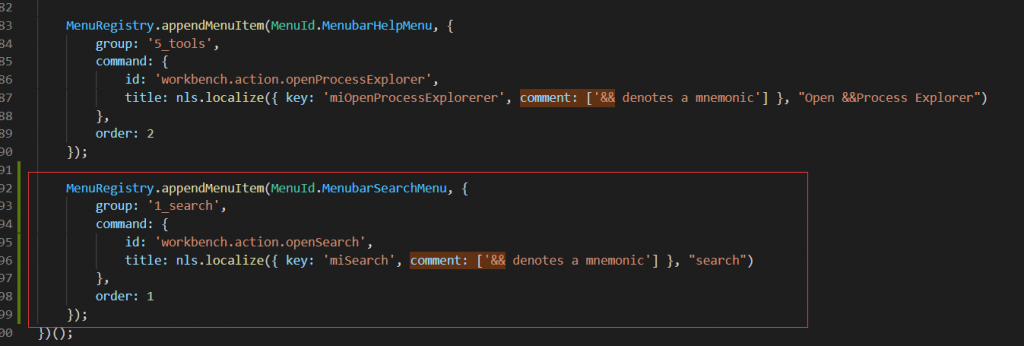 82
83 MenuRegistry.appendMenuItem(MenuId.MenubarHelpMenu, {
84 group: '5_tools',
85 command: {
86 id: 'workbench.action.openProcessExplorer',
87 title: nls.localize({ key: 'miOpenProcessExplorerer', comment: ['&& denotes a mnemonic'] }, "Open &&Process Explorer")
88 },
89 order: 2
90 });
91
92 MenuRegistry.appendMenuItem(MenuId.MenubarSearchMenu, {
93 group: '1_search',
94 command: {
95 id: 'workbench.action.openSearch',
96 title: nls.localize({ key: 'miSearch', comment: ['&& denotes a mnemonic'] }, "search")
97 },
98 order: 1
99 });
00 })();